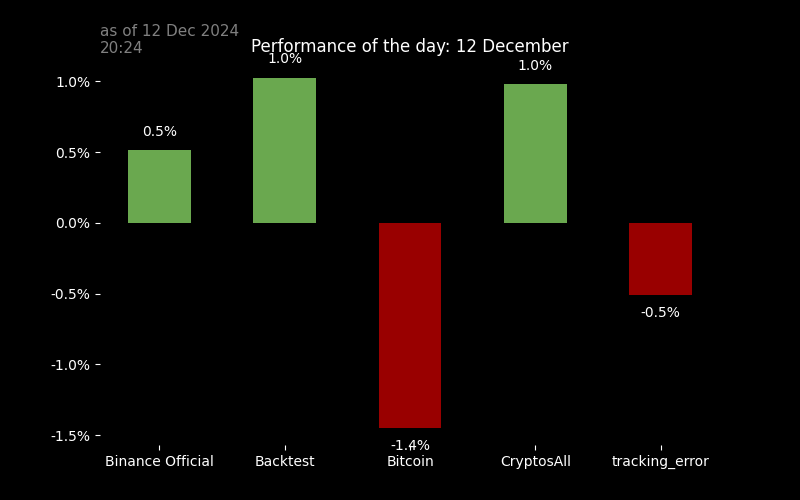 as of 12 Dec 2024
20:24
Performance of the day: 12 December
1.0%
1.0%
1.0%
0.5%
0.5%
0.0%
-0.5%
-0.5%
-1.0%
-1.5%
-1.4%
Binance Official
Backtest
Bitcoin
CryptosAll
tracking_error